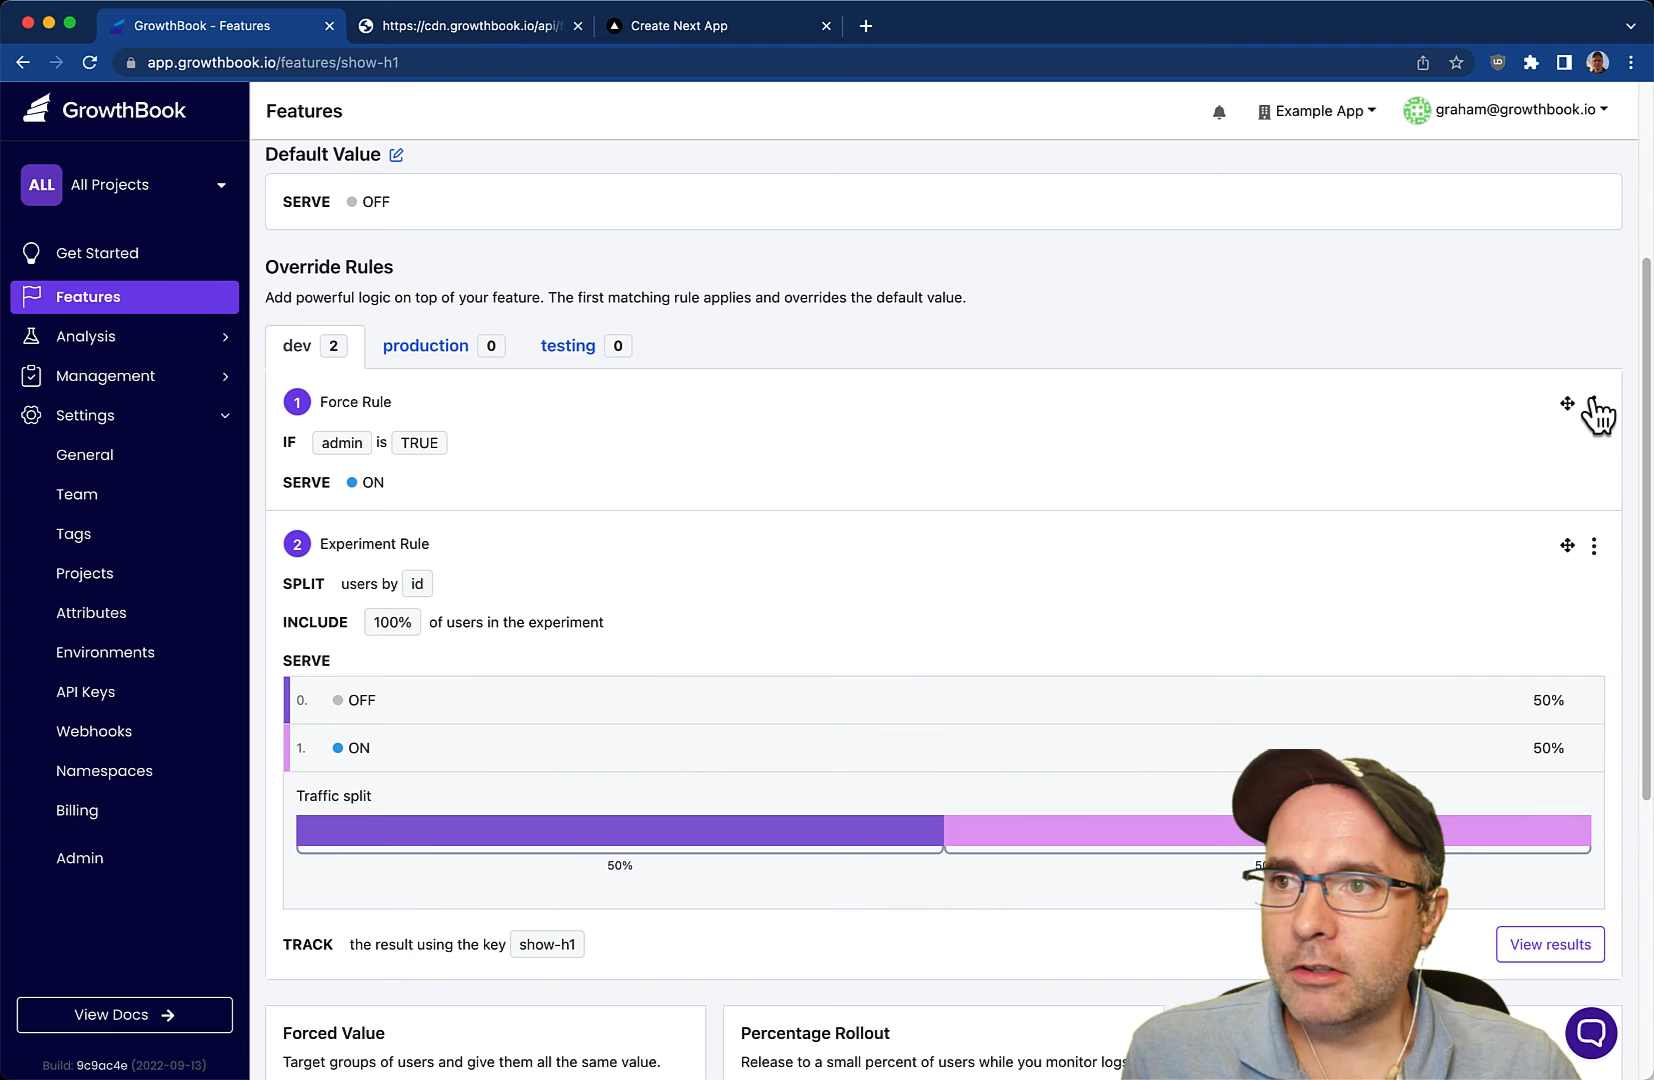 GrowthBook - Features
https://cdn.growthbook.io/api/f
Create Next App
app.growthbook.io/features/show-h1
GrowthBook
Features
Example App
graham@growthbook.io
ALL All Projects
Get Started
Features
Analysis
Management
Settings
General
Team
Tags
Projects
Attributes
Environments
API Keys
Webhooks
Namespaces
Billing
Admin
View Docs
Build: 9c9ac4e (2022-09-13)
Default Value
SERVE OFF
Override Rules
Add powerful logic on top of your feature. The first matching rule applies and overrides the default value.
dev 2 production 0 testing 0
1 Force Rule
IF admin is TRUE
SERVE ON
2 Experiment Rule
SPLIT users by id
INCLUDE 100% of users in the experiment
SERVE
0. OFF 50%
1. ON 50%
Traffic split
50%
TRACK the result using the key show-h1
View results
Forced Value
Target groups of users and give them all the same value.
Percentage Rollout
Release to a small percent of users while you monitor logs